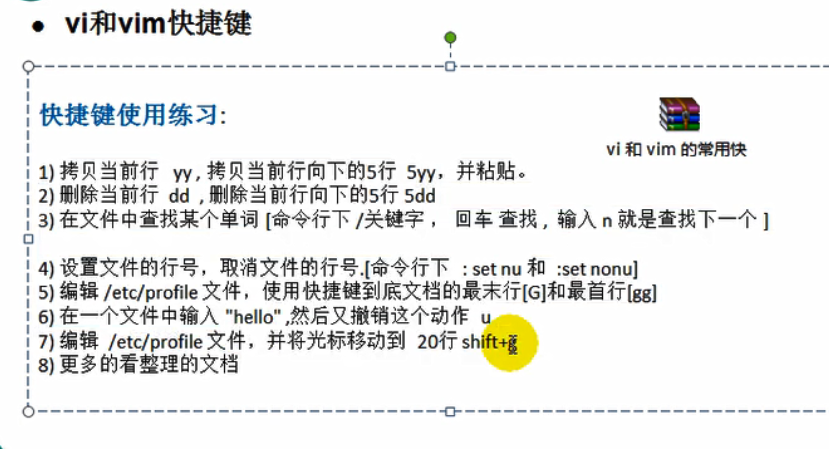 • vi和vim快捷键
快捷键使用练习:
vi 和 vim 的常用快
1) 拷贝当前行 yy , 拷贝当前行向下的5行 5yy，并粘贴。
2) 删除当前行 dd , 删除当前行向下的5行 5dd
3) 在文件中查找某个单词 [命令行下 /关键字 ， 回车 查找 , 输入 n 就是查找下一个 ]
4) 设置文件的行号，取消文件的行号.[命令行下 : set nu 和 :set nonu]
5) 编辑 /etc/profile 文件，使用快捷键到底文档的最末行[G]和最首行[gg]
6) 在一个文件中输入 "hello" ,然后又撤销这个动作 u
7) 编辑 /etc/profile 文件，并将光标移动到 20行 shift+g
8) 更多的看整理的文档